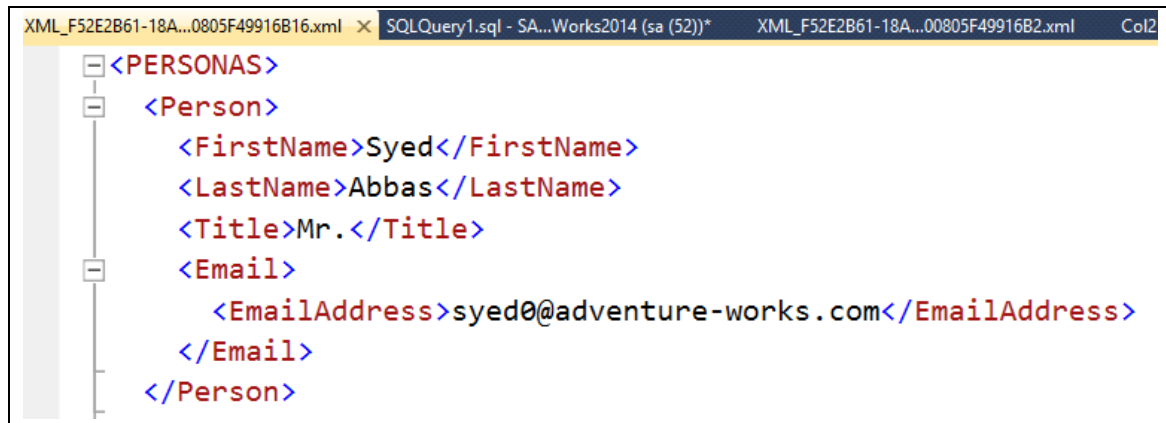 XML_F52E2B61-18A...0805F49916B16.xml × SQLQuery1.sql - SA...Works2014 (sa (52))* XML_F52E2B61-18A...00805F49916B2.xml Col2
<PERSONAS>
<Person>
<FirstName>Syed</FirstName>
<LastName>Abbas</LastName>
<Title>Mr.</Title>
<Email>
<EmailAddress>syed0@adventure-works.com</EmailAddress>
</Email>
</Person>